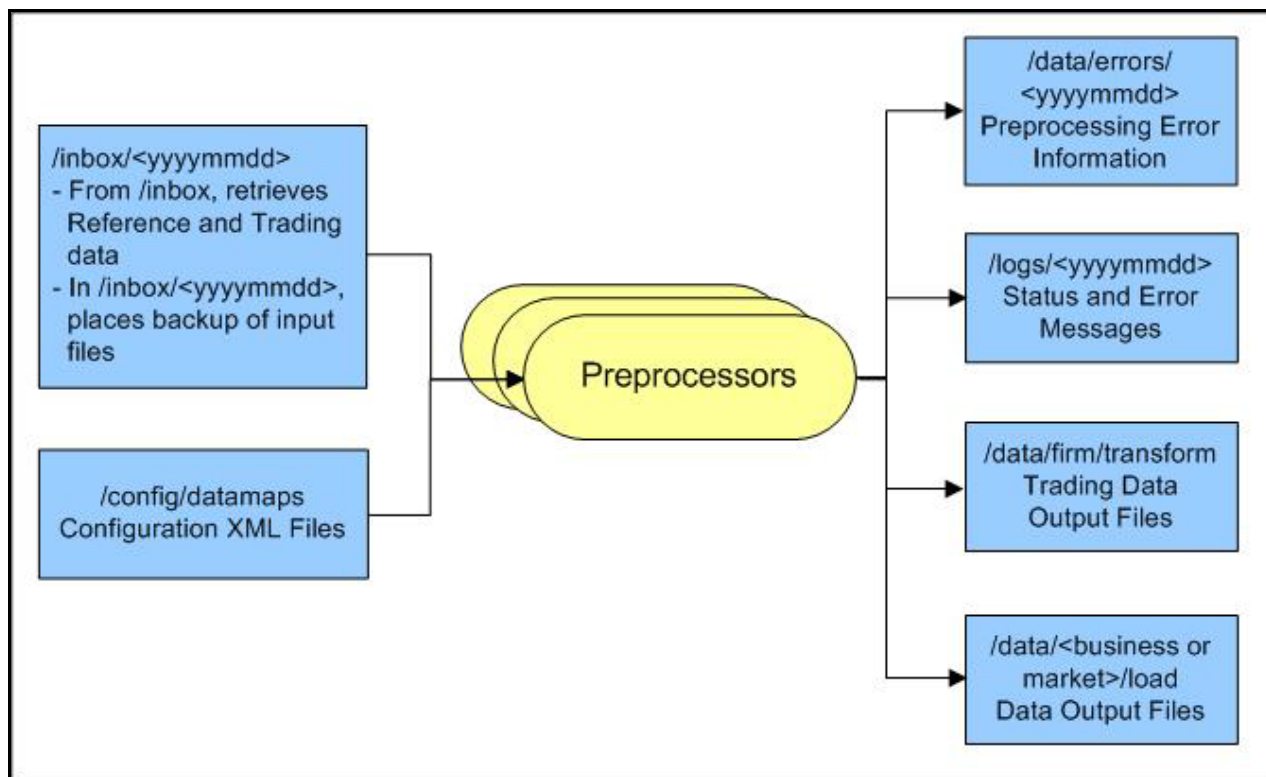 /inbox/<yyyymmdd>
- From /inbox, retrieves
Reference and Trading
data
- In /inbox/<yyyymmdd>,
places backup of input
files
/config/datamaps
Configuration XML Files
Preprocessors
/data/errors/
<yyyymmdd>
Preprocessing Error
Information
/logs/<yyyymmdd>
Status and Error
Messages
/data/firm/transform
Trading Data
Output Files
/data/<business or
market>/load
Data Output Files